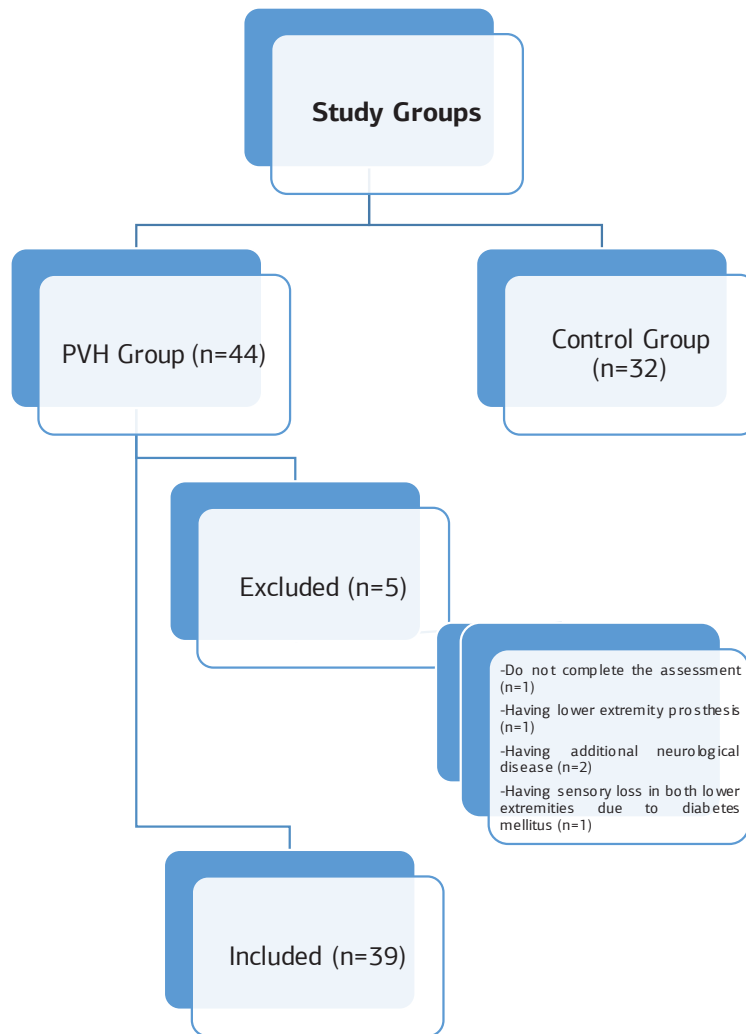 Study Groups
PVH Group (n=44)
Control Group
(n=32)
Excluded (n=5)
-Do not complete the assessment
(n=1)
-Having lower extremity prosthesis
(n=1)
-Having additional neurological
disease (n=2)
-Having sensory loss in both lower
extremities due to diabetes
mellitus (n=1)
Included (n=39)